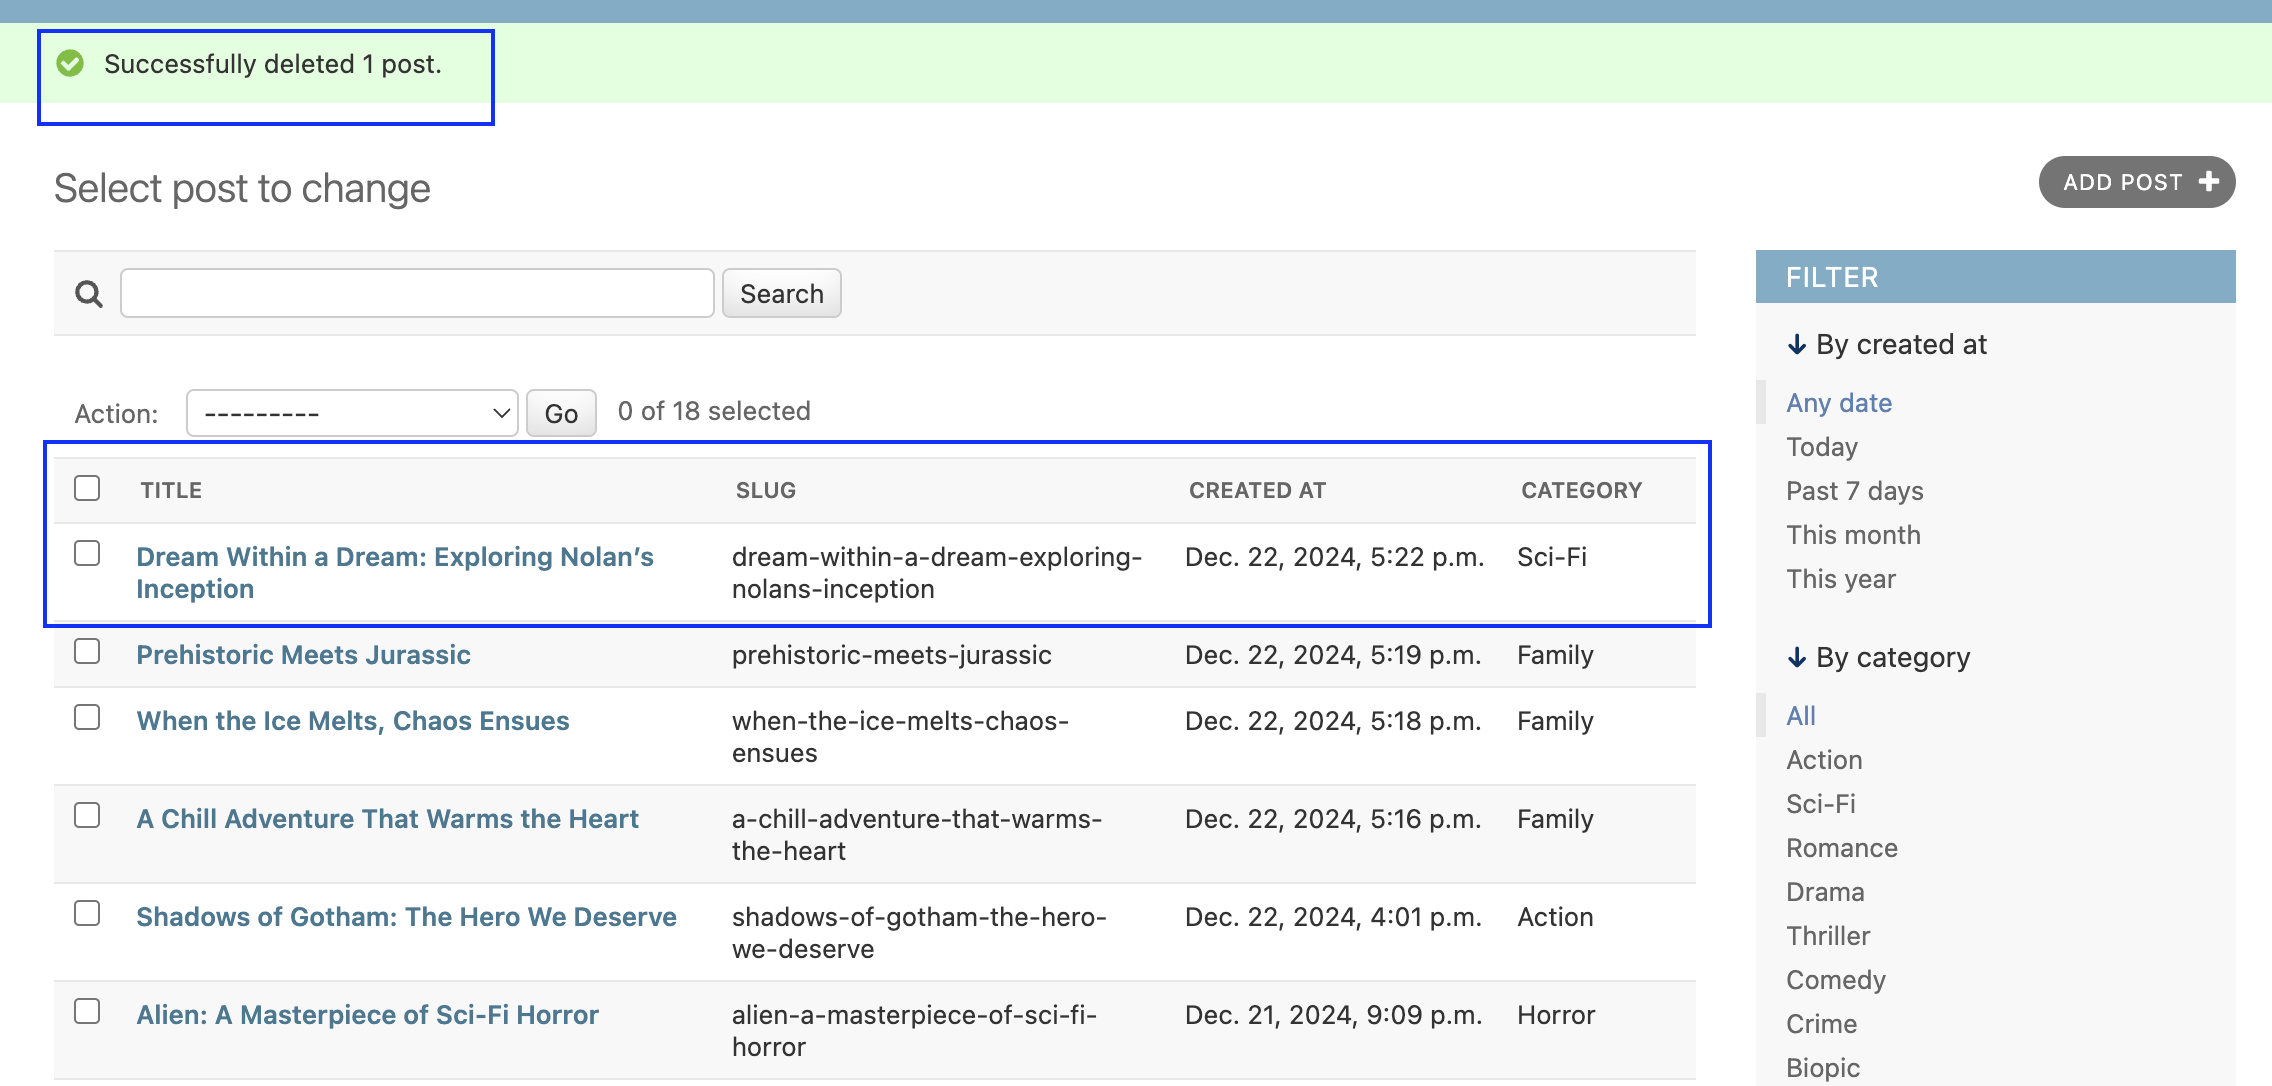 Successfully deleted 1 post.
Select post to change
ADD POST
Search
Action:
---------
Go
0 of 18 selected
TITLE SLUG CREATED AT CATEGORY
Dream Within a Dream: Exploring Nolan’s
Inception
dream-within-a-dream-exploring-
nolans-inception
Dec. 22, 2024, 5:22 p.m.
Sci-Fi
Prehistoric Meets Jurassic
prehistoric-meets-jurassic
Dec. 22, 2024, 5:19 p.m.
Family
When the Ice Melts, Chaos Ensues
when-the-ice-melts-chaos-
ensues
Dec. 22, 2024, 5:18 p.m.
Family
A Chill Adventure That Warms the Heart
a-chill-adventure-that-warms-
the-heart
Dec. 22, 2024, 5:16 p.m.
Family
Shadows of Gotham: The Hero We Deserve
shadows-of-gotham-the-hero-
we-deserve
Dec. 22, 2024, 4:01 p.m.
Action
Alien: A Masterpiece of Sci-Fi Horror
alien-a-masterpiece-of-sci-fi-
horror
Dec. 21, 2024, 9:09 p.m.
Horror
FILTER
By created at
Any date
Today
Past 7 days
This month
This year
By category
All
Action
Sci-Fi
Romance
Drama
Thriller
Comedy
Crime
Biopic